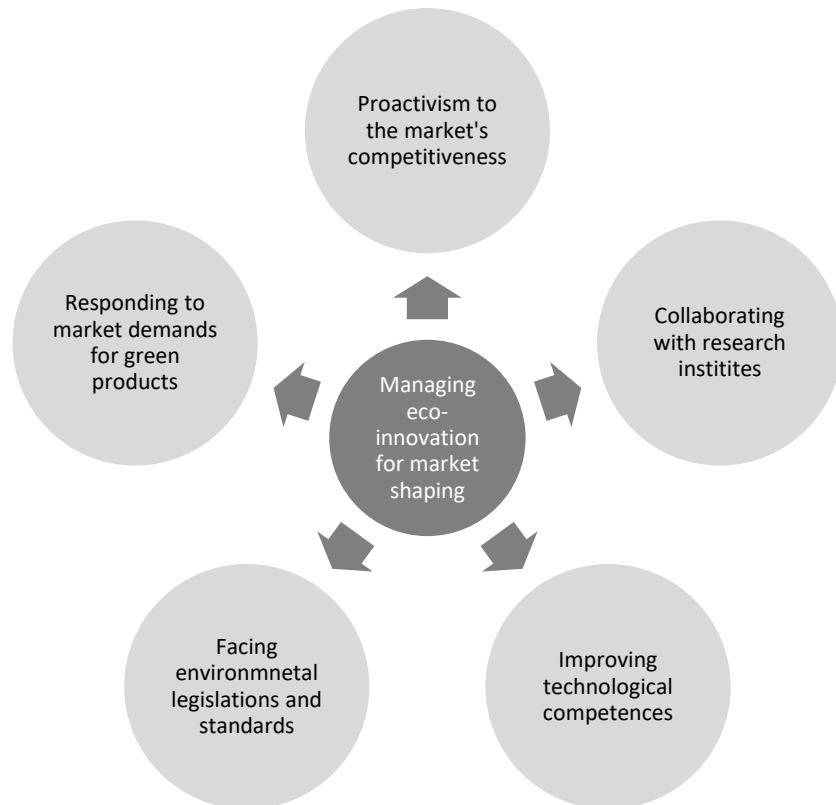 Proactivism to
the market's
competitiveness
Responding to
market demands
for green
products
Collaborating
with research
institites
Managing
eco-
innovation
for market
shaping
Facing
environmnetal
legislations and
standards
Improving
technological
competences